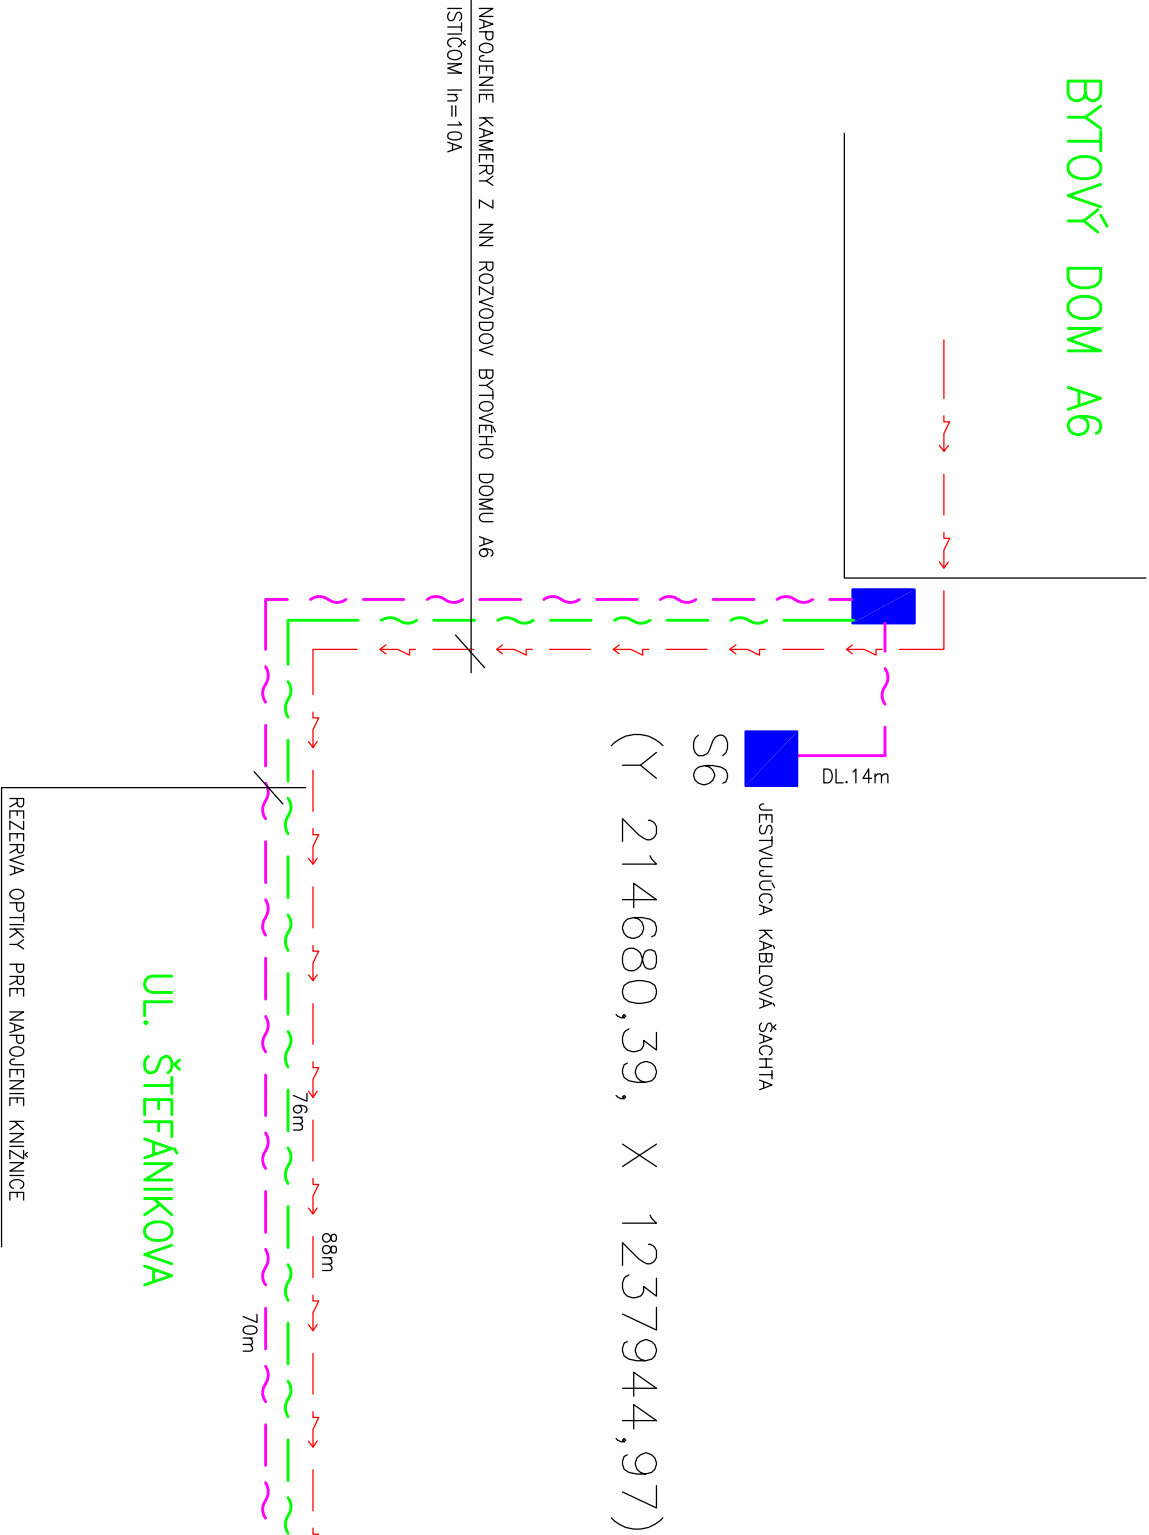 BYTOVÝ DOM A6
NAPOJENIE KAMERY Z NN ROZVODOV BYTOVÉHO DOMU A6
ISTIČOM In=10A
DL.14m
JESTVUJÚCA KÁBLOVÁ ŠACHTA
S6
(Y 214680,39, X 1237944,97)
76m
88m
70m
UL. ŠTEFÁNIKOVA
REZERVA OPTIKY PRE NAPOJENIE KNIŽNICE